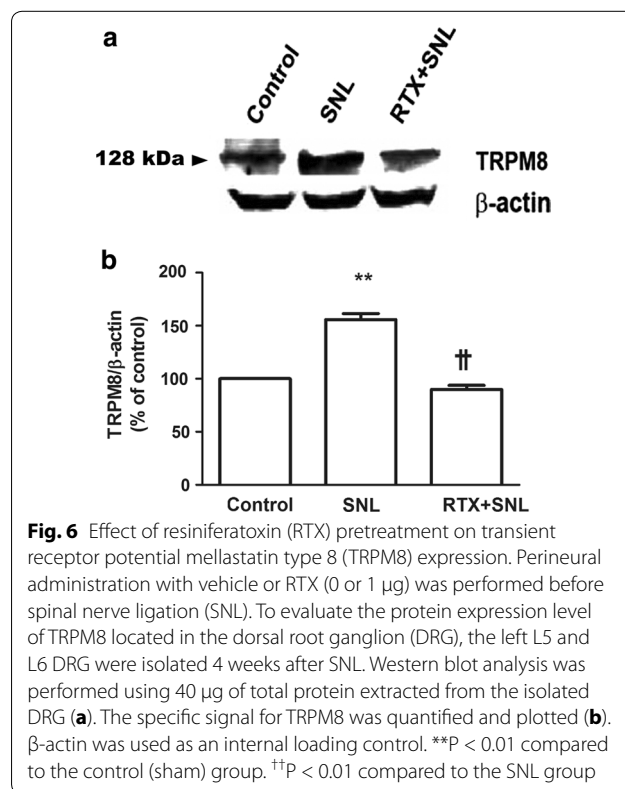 a
Control
SNL
RTX+SNL
128 kDa ►
TRPM8
β-actin
b
TRPM8/β-actin
(% of control)
200
150
100
50
0
**
††
Control
SNL
RTX+SNL
Fig. 6 Effect of resiniferatoxin (RTX) pretreatment on transient
receptor potential mellastatin type 8 (TRPM8) expression. Perineural
administration with vehicle or RTX (0 or 1 μg) was performed before
spinal nerve ligation (SNL). To evaluate the protein expression level
of TRPM8 located in the dorsal root ganglion (DRG), the left L5 and
L6 DRG were isolated 4 weeks after SNL. Western blot analysis was
performed using 40 μg of total protein extracted from the isolated
DRG (a). The specific signal for TRPM8 was quantified and plotted (b).
β-actin was used as an internal loading control. **P < 0.01 compared
to the control (sham) group. ††P < 0.01 compared to the SNL group